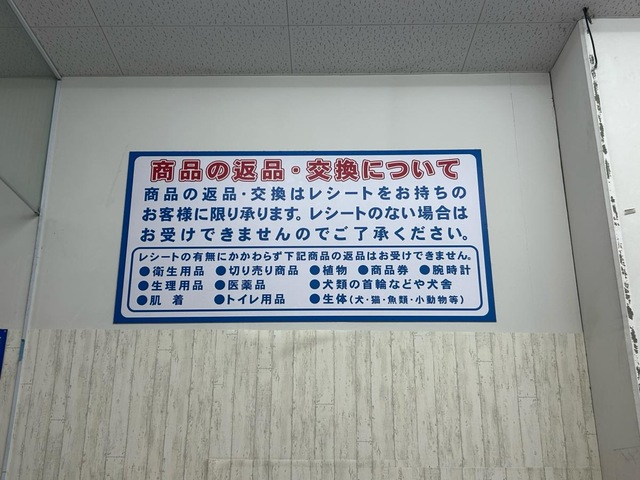 商品の返品・交換について
商品の返品・交換はレシートをお持ちの
お客様に限り承ります。レシートのない場合は
お受けできませんのでご了承ください。
レシートの有無にかかわらず下記商品の返品はお受けできません。
●衛生用品 ●切り売り商品 ●植物 ●商品券 ●腕時計
●生理用品 ●医薬品 ●犬類の首輪などや犬舎
●肌 着 ●トイレ用品 ●生体(犬・猫・魚類・小動物等)